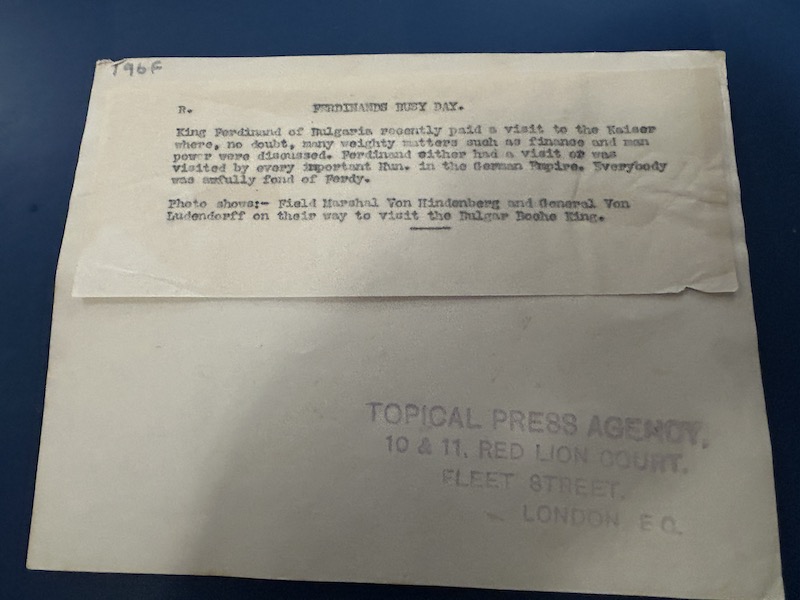 T96F
R. FERDINANDS BUSY DAY.
King Ferdinand of Bulgaria recently paid a visit to the Kaiser
where, no doubt, many weighty matters such as finance and man
power were discussed. Ferdinand either had a visit or was
visited by every important Hun. in the German Empire. Everybody
was awfully fond of Ferdy.
Photo shows:- Field Marshal Von Hindenberg and General Von
Ludendorff on their way to visit the Bulgar Boche King.
TOPICAL PRESS AGENCY,
10 & 11, RED LION COURT.
FLEET STREET.
LONDON E C.